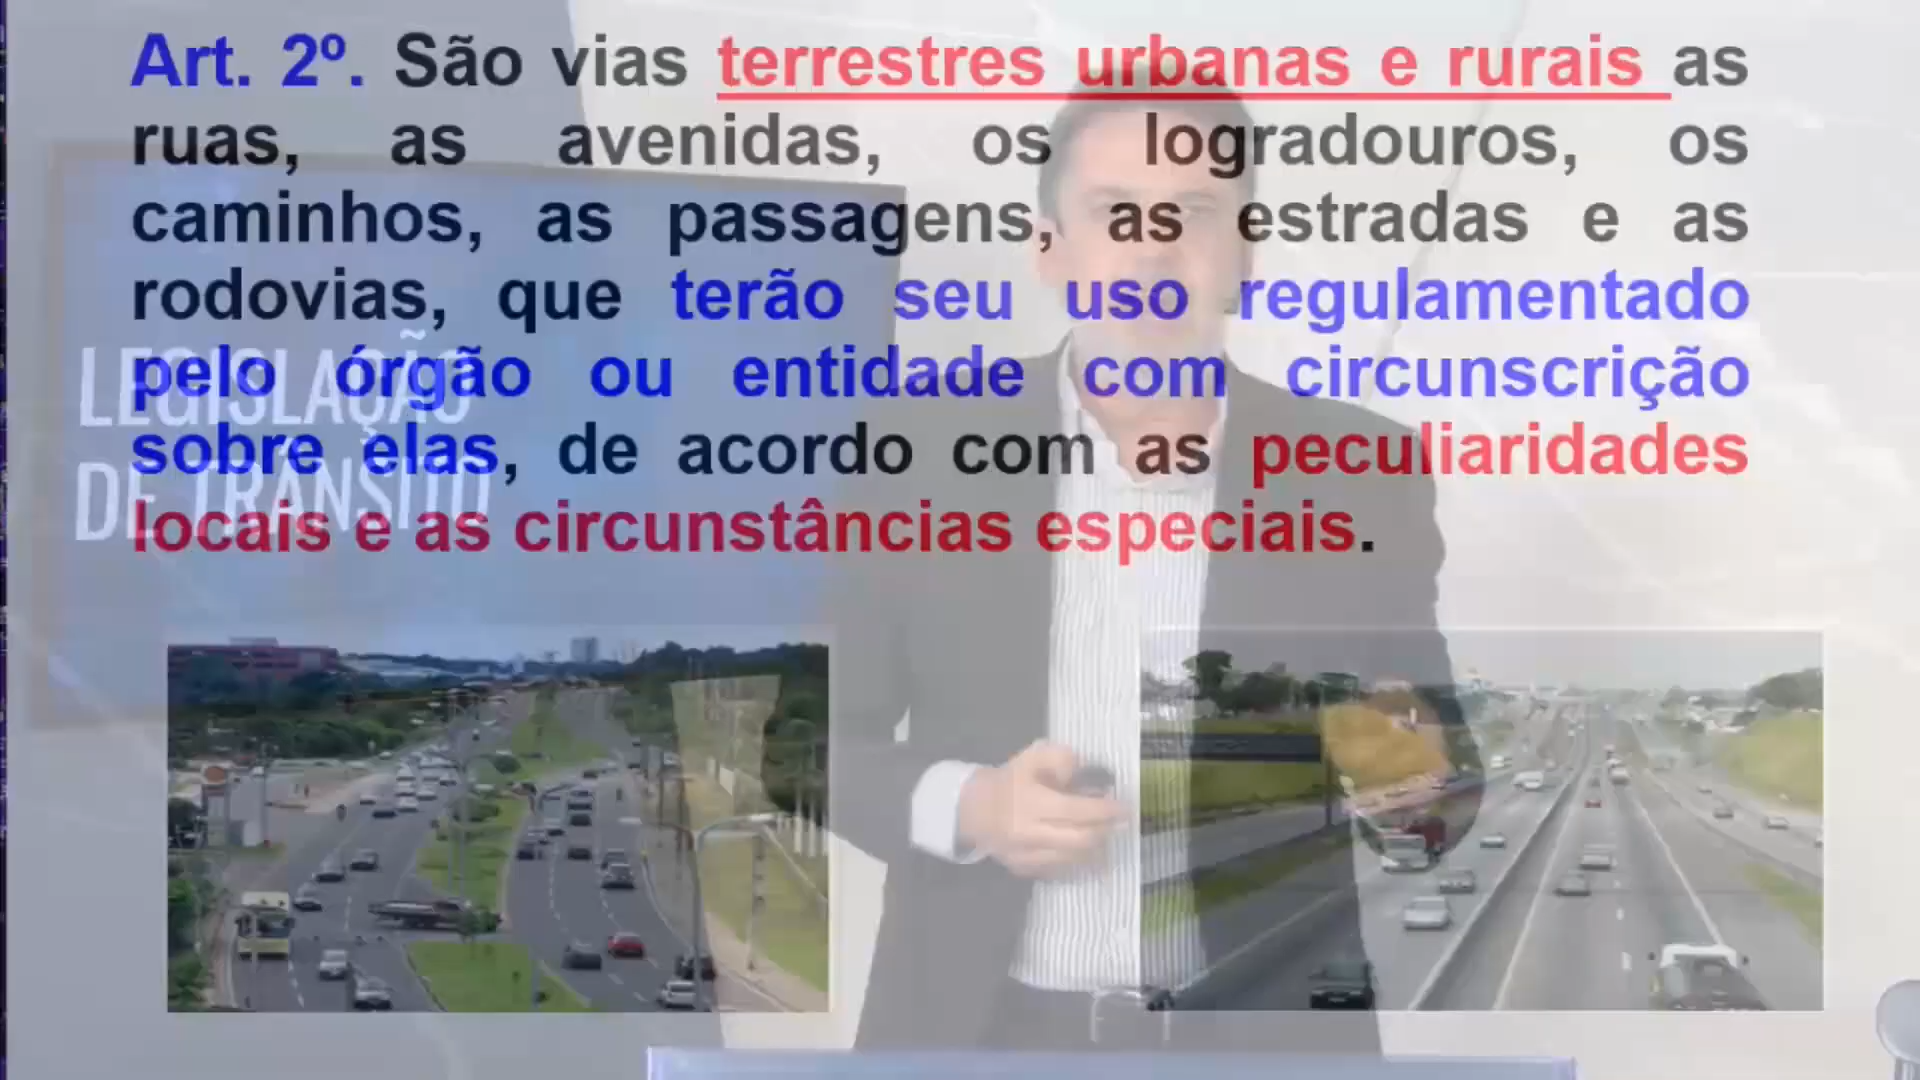 Art. 2º. São vias terrestres urbanas e rurais as
ruas, as avenidas, os logradouros, os
caminhos, as passagens, as estradas e as
rodovias, que terão seu uso regulamentado
pelo órgão ou entidade com circunscrição
sobre elas, de acordo com as peculiaridades
locais e as circunstâncias especiais.
LEGISLAÇÃO
DE TRÂNSITO